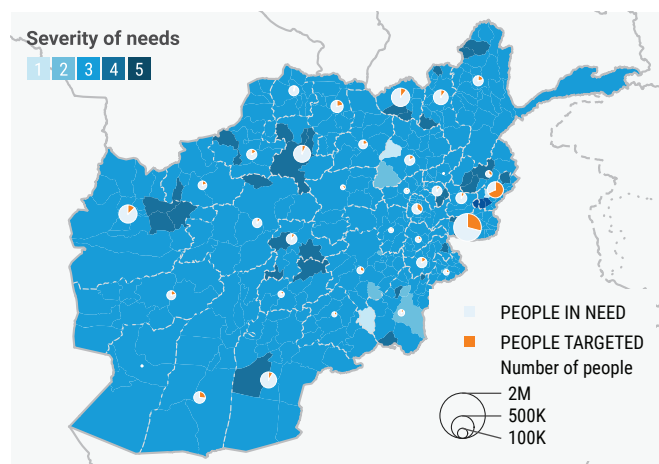 Severity of needs
1 2 3 4 5
PEOPLE IN NEED
PEOPLE TARGETED
Number of people
2M
500K
100K